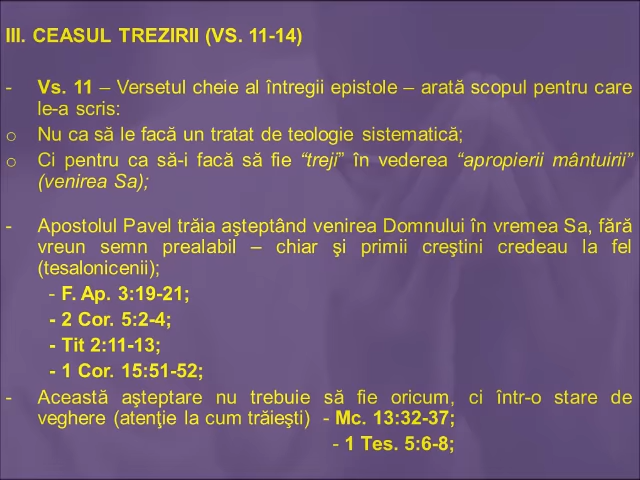 III. CEASUL TREZIRII (VS. 11-14)
- Vs. 11 – Versetul cheie al întregii epistole – arată scopul pentru care
le-a scris:
o Nu ca să le facă un tratat de teologie sistematică;
o Ci pentru ca să-i facă să fie “treji” în vederea “apropierii mântuirii”
(venirea Sa);
- Apostolul Pavel trăia aşteptând venirea Domnului în vremea Sa, fără
vreun semn prealabil – chiar şi primii creştini credeau la fel
(tesalonicenii);
- F. Ap. 3:19-21;
- 2 Cor. 5:2-4;
- Tit 2:11-13;
- 1 Cor. 15:51-52;
- Această aşteptare nu trebuie să fie oricum, ci într-o stare de
veghere (atenţie la cum trăieşti) - Mc. 13:32-37;
- 1 Tes. 5:6-8;